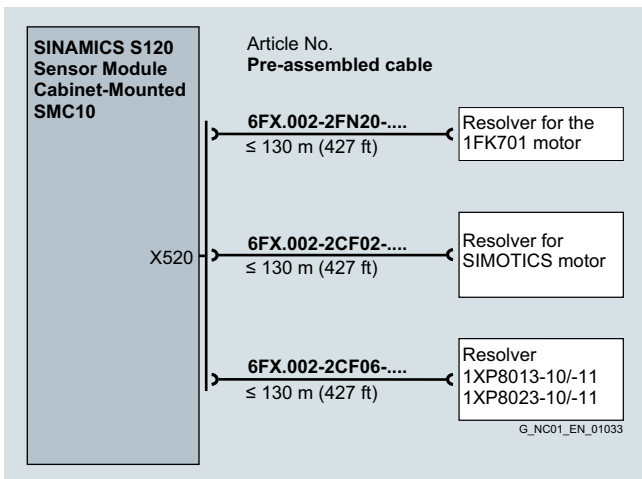 SINAMICS S120
Sensor Module
Cabinet-Mounted
SMC10
Article No.
Pre-assembled cable
6FX.002-2FN20-....
≤ 130 m (427 ft)
Resolver for the
1FK701 motor
X520
6FX.002-2CF02-....
≤ 130 m (427 ft)
Resolver for
SIMOTICS motor
6FX.002-2CF06-....
≤ 130 m (427 ft)
Resolver
1XP8013-10/-11
1XP8023-10/-11
G_NC01_EN_01033